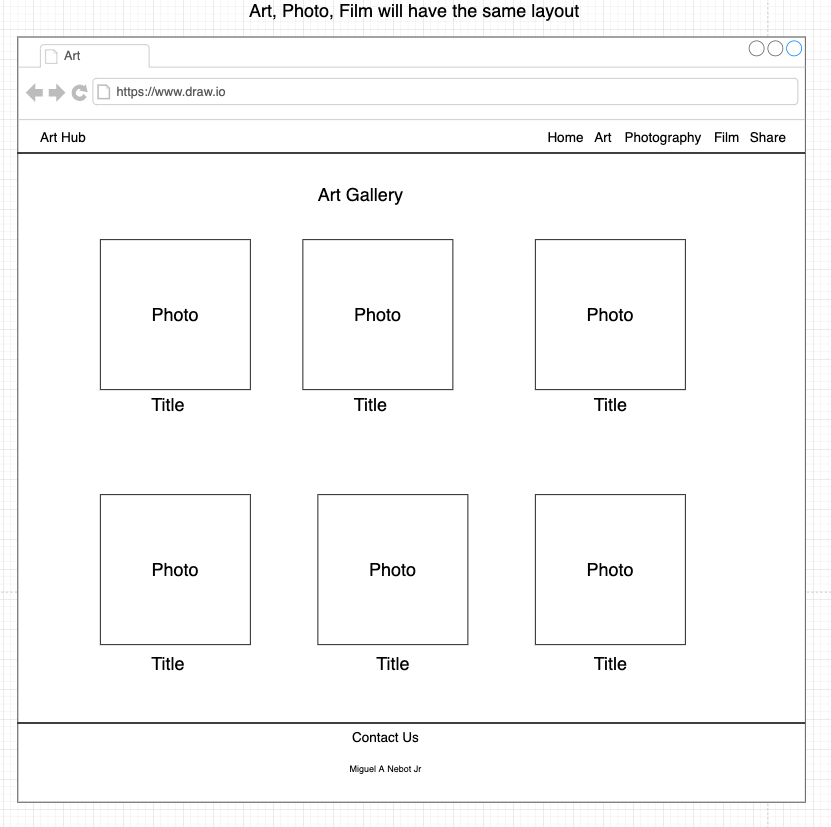 Art, Photo, Film will have the same layout
Art
https://www.draw.io
Art Hub
Home Art Photography Film Share
Art Gallery
Photo Photo Photo
Title Title Title
Photo Photo Photo
Title Title Title
Contact Us
Miguel A Nebot Jr